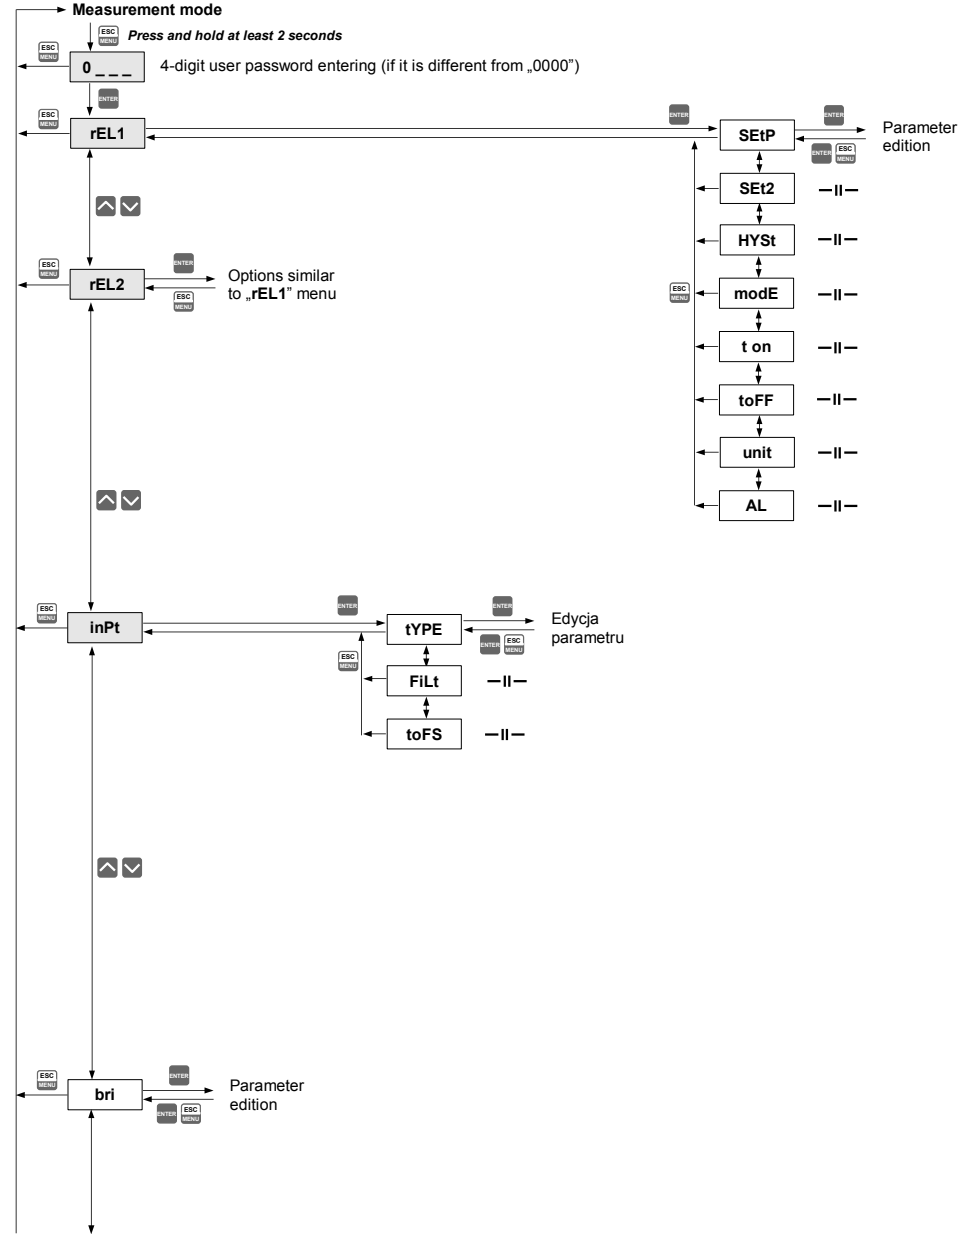 Measurement mode
ESC
MENU
Press and hold at least 2 seconds
ESC
MENU
0 _ _ _
4-digit user password entering (if it is different from „0000”)
ENTER
ESC
MENU
rEL1
ENTER
SEtP
ENTER
ENTER
ESC
MENU
Parameter
edition
SEt2
—II—
HYSt
—II—
ESC
MENU
rEL2
ENTER
ESC
MENU
Options similar
to „rEL1” menu
ESC
MENU
modE
—II—
t on
—II—
toFF
—II—
unit
—II—
AL
—II—
ESC
MENU
inPt
ENTER
tYPE
ENTER
ENTER
ESC
MENU
Edycja
parametru
ESC
MENU
FiLt
—II—
toFS
—II—
ESC
MENU
bri
ENTER
ENTER
ESC
MENU
Parameter
edition